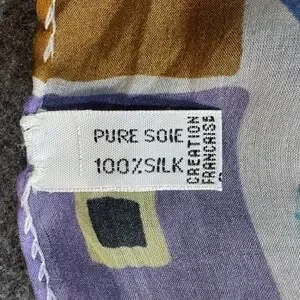 PURE SOIE
100%SILK
CREATION
FRANCAISE